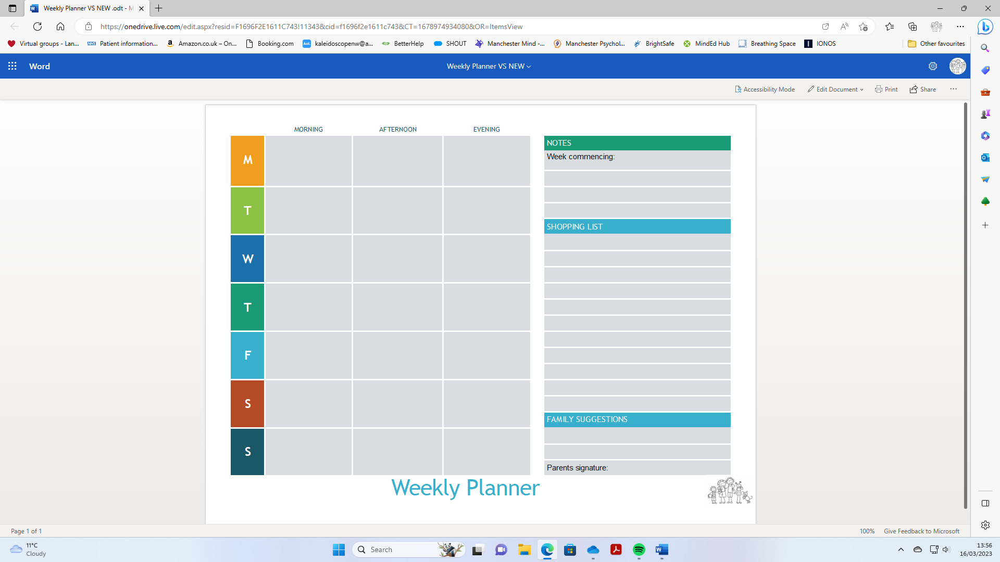 Weekly Planner VS NEW .odt - M
https://onedrive.live.com/edit.aspx?resid=F1696F2E1611C743!11343&cid=f1696f2e1611c743&CT=1678974934080&OR=ItemsView
Virtual groups - Lan...
NHS Patient information...
Amazon.co.uk – On...
Booking.com
Aol. kaleidoscopenw@a...
BetterHelp
SHOUT
Manchester Mind -...
Manchester Psychol...
BrightSafe
MindEd Hub
Breathing Space
IONOS
Other favourites
Word
Weekly Planner VS NEW
Accessibility Mode
Edit Document
Print
Share
MORNING AFTERNOON EVENING
M
T
W
T
F
S
S
NOTES
Week commencing:
SHOPPING LIST
FAMILY SUGGESTIONS
Parents signature:
Weekly Planner
Page 1 of 1
100%
Give Feedback to Microsoft
11°C
Cloudy
Search
13:56
16/03/2023